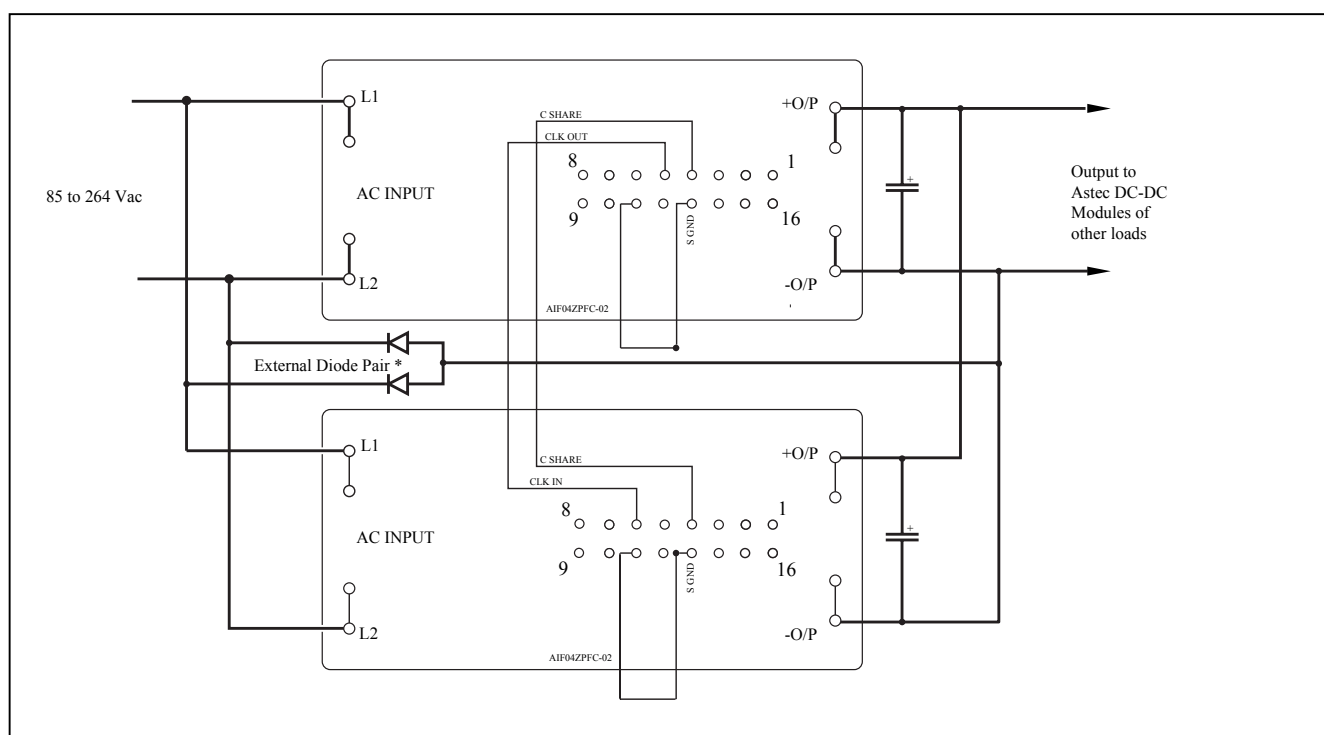 L1
+O/P
C SHARE
CLK OUT
8
1
85 to 264 Vac
AC INPUT
Output to
Astec DC-DC
Modules of
other loads
9
S GND
16
L2
-O/P
AIF04ZPFC-02
External Diode Pair *
L1
+O/P
C SHARE
CLK IN
8
1
AC INPUT
9
S GND
16
L2
-O/P
AIF04ZPFC-02
+
+